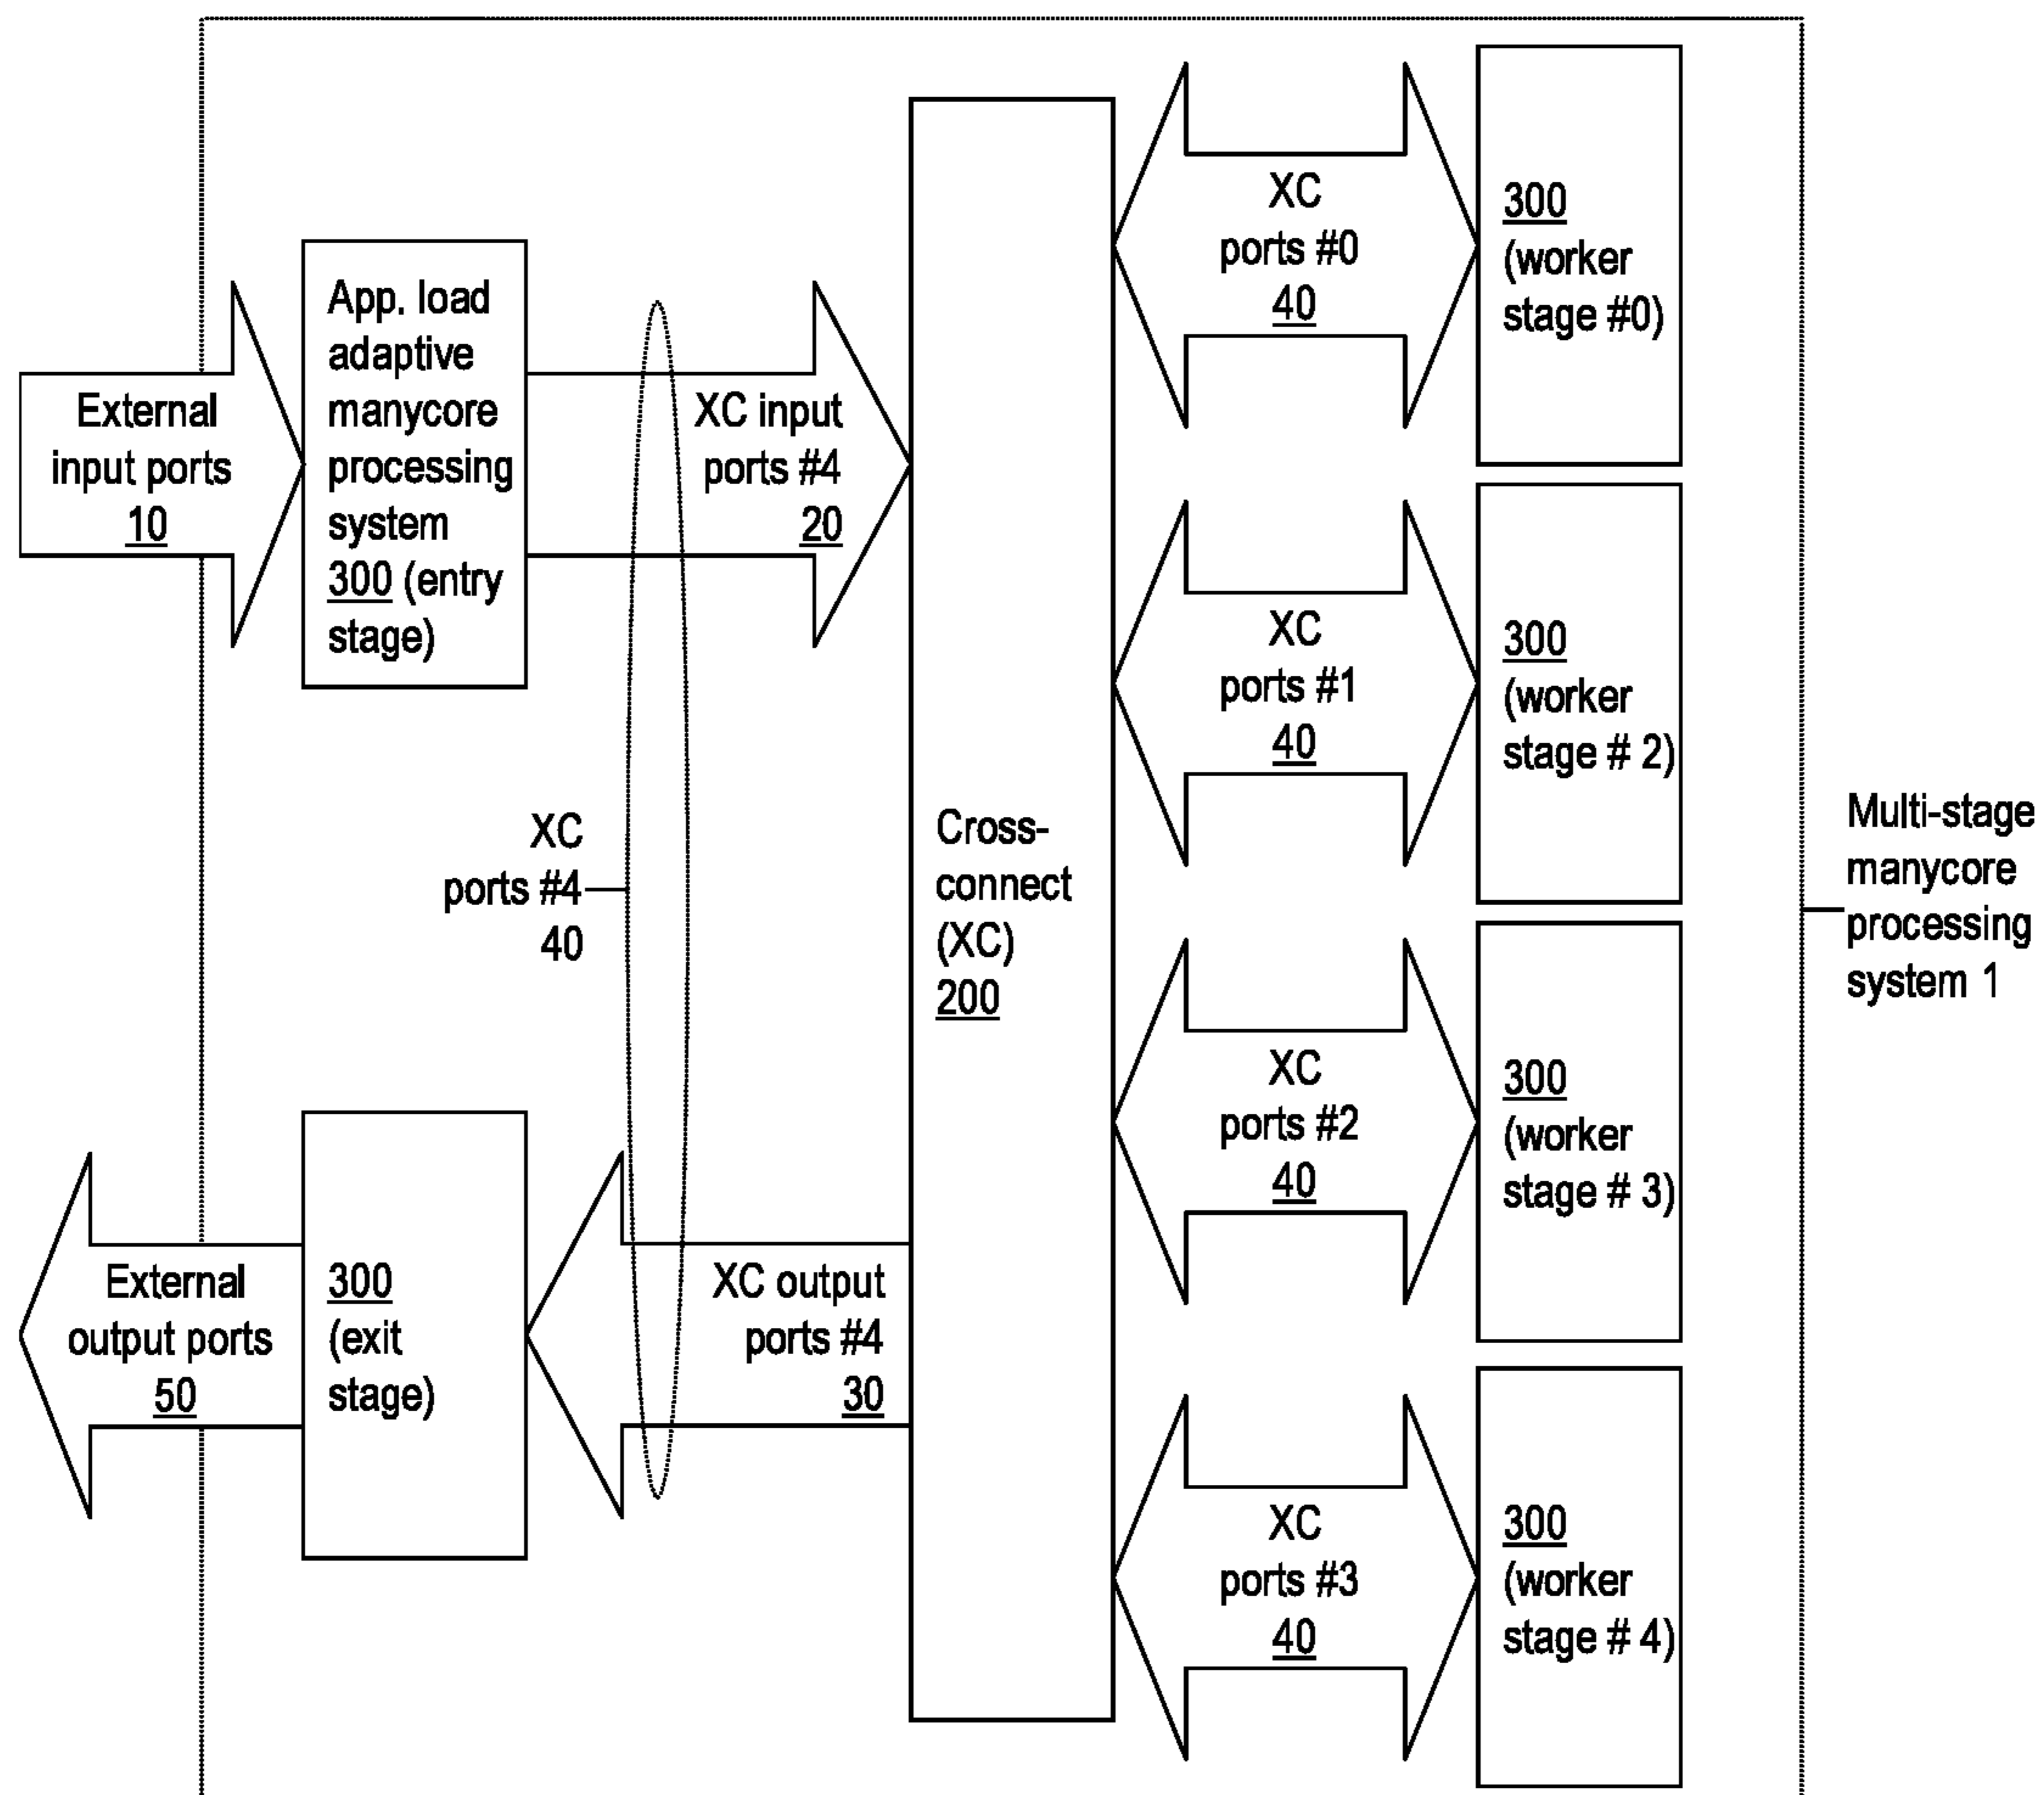 External
input ports
10
App. load
adaptive
manycore
processing
system
300 (entry
stage)
XC input
ports #4
20
XC
ports #4
40
External
output ports
50
300
(exit
stage)
XC output
ports #4
30
Cross-
connect
(XC)
200
XC
ports #0
40
300
(worker
stage #0)
XC
ports #1
40
300
(worker
stage # 2)
XC
ports #2
40
300
(worker
stage # 3)
XC
ports #3
40
300
(worker
stage # 4)
Multi-stage
manycore
processing
system 1